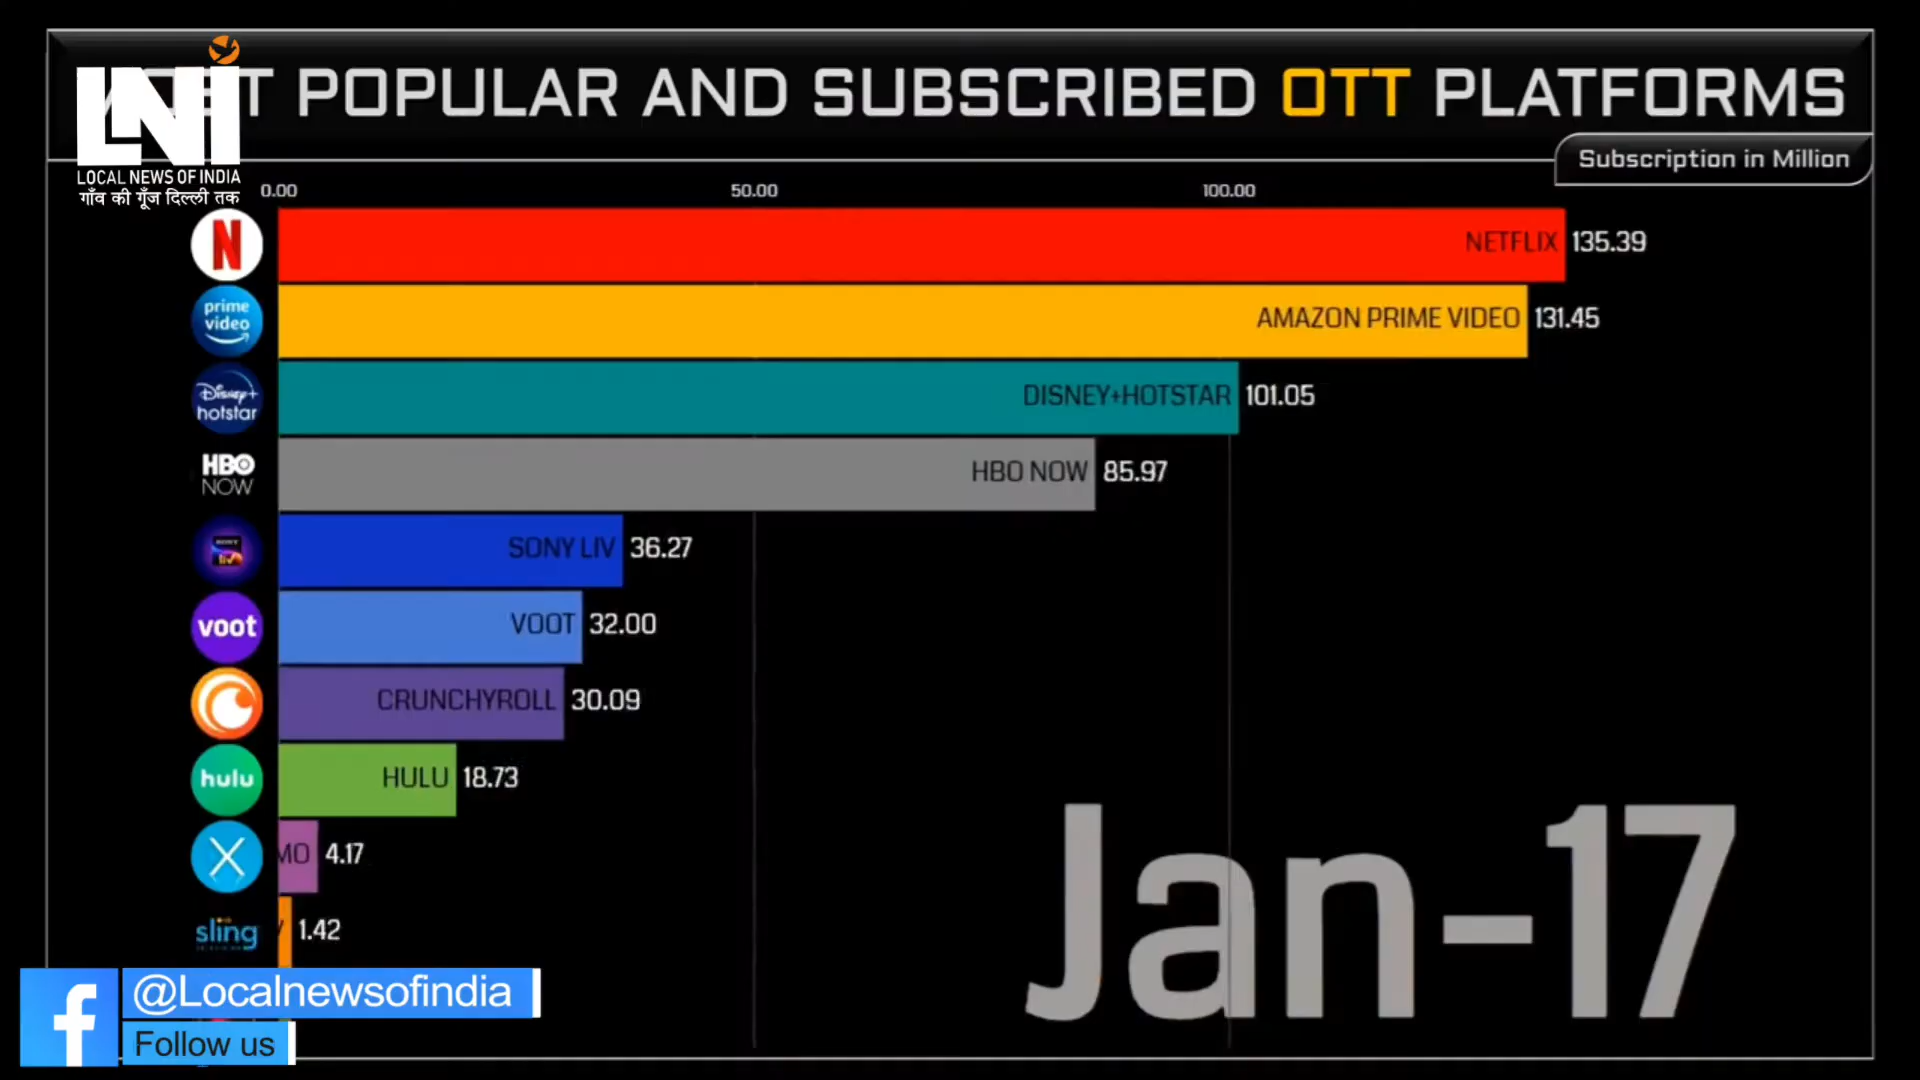 LNI
LOCAL NEWS OF INDIA
गाँव की गूँज दिल्ली तक
POPULAR AND SUBSCRIBED OTT PLATFORMS
Subscription in Million
0.00 50.00 100.00
N NETFLIX 135.39
prime video AMAZON PRIME VIDEO 131.45
Disney+ hotstar DISNEY+HOTSTAR 101.05
HBO NOW HBO NOW 85.97
SONY LIV SONY LIV 36.27
voot VOOT 32.00
CRUNCHYROLL 30.09
hulu HULU 18.73
MO 4.17
sling 1.42
Jan-17
@Localnewsofindia
Follow us